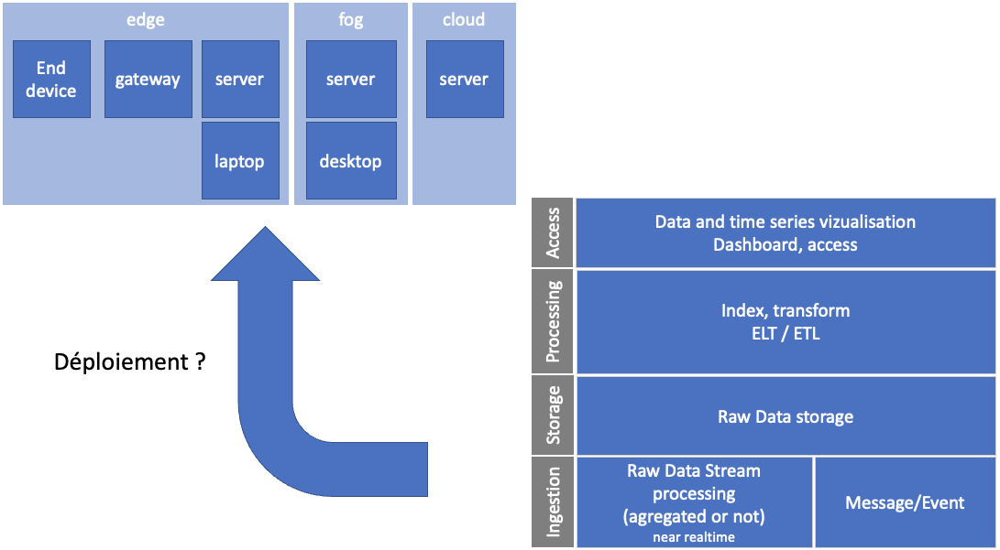 edge
fog
cloud
End
device
gateway
server
server
server
laptop
desktop
Déploiement ?
Access
Data and time series vizualisation
Dashboard, access
Processing
Index, transform
ELT / ETL
Storage
Raw Data storage
Ingestion
Raw Data Stream
processing
(agregated or not)
near realtime
Message/Event